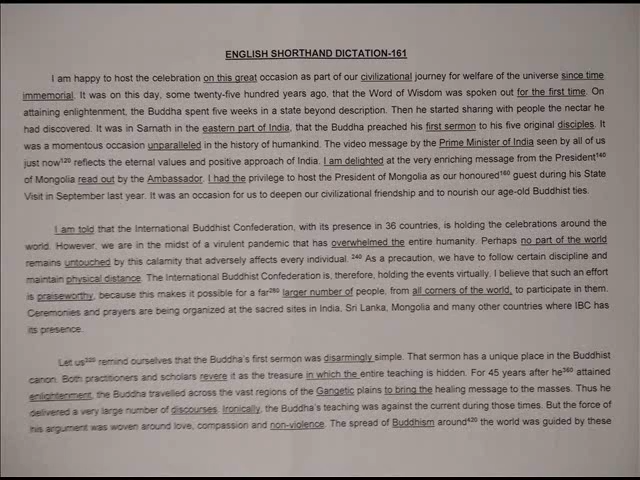 ENGLISH SHORTHAND DICTATION-161
I am happy to host the celebration on this great occasion as part of our civilizational journey for welfare of the universe since time
immemorial. It was on this day, some twenty-five hundred years ago, that the Word of Wisdom was spoken out for the first time. On
attaining enlightenment, the Buddha spent five weeks in a state beyond description. Then he started sharing with people the nectar he
had discovered. It was in Sarnath in the eastern part of India, that the Buddha preached his first sermon to his five original disciples. It
was a momentous occasion unparalleled in the history of humankind. The video message by the Prime Minister of India seen by all of us
just now120 reflects the eternal values and positive approach of India. I am delighted at the very enriching message from the President140
of Mongolia read out by the Ambassador. I had the privilege to host the President of Mongolia as our honoured160 guest during his State
Visit in September last year. It was an occasion for us to deepen our civilizational friendship and to nourish our age-old Buddhist ties.
I am told that the International Buddhist Confederation, with its presence in 36 countries, is holding the celebrations around the
world. However, we are in the midst of a virulent pandemic that has overwhelmed the entire humanity. Perhaps no part of the world
remains untouched by this calamity that adversely affects every individual. 240 As a precaution, we have to follow certain discipline and
maintain physical distance. The International Buddhist Confederation is, therefore, holding the events virtually. I believe that such an effort
is praiseworthy, because this makes it possible for a far280 larger number of people, from all corners of the world, to participate in them.
Ceremonies and prayers are being organized at the sacred sites in India, Sri Lanka, Mongolia and many other countries where IBC has
its presence.
Let us320 remind ourselves that the Buddha's first sermon was disarmingly simple. That sermon has a unique place in the Buddhist
canon. Both practitioners and scholars revere it as the treasure in which the entire teaching is hidden. For 45 years after he360 attained
enlightenment, the Buddha travelled across the vast regions of the Gangetic plains to bring the healing message to the masses. Thus he
delivered a very large number of discourses. Ironically, the Buddha's teaching was against the current during those times. But the force of
his argument was woven around love, compassion and non-violence. The spread of Buddhism around420 the world was guided by these